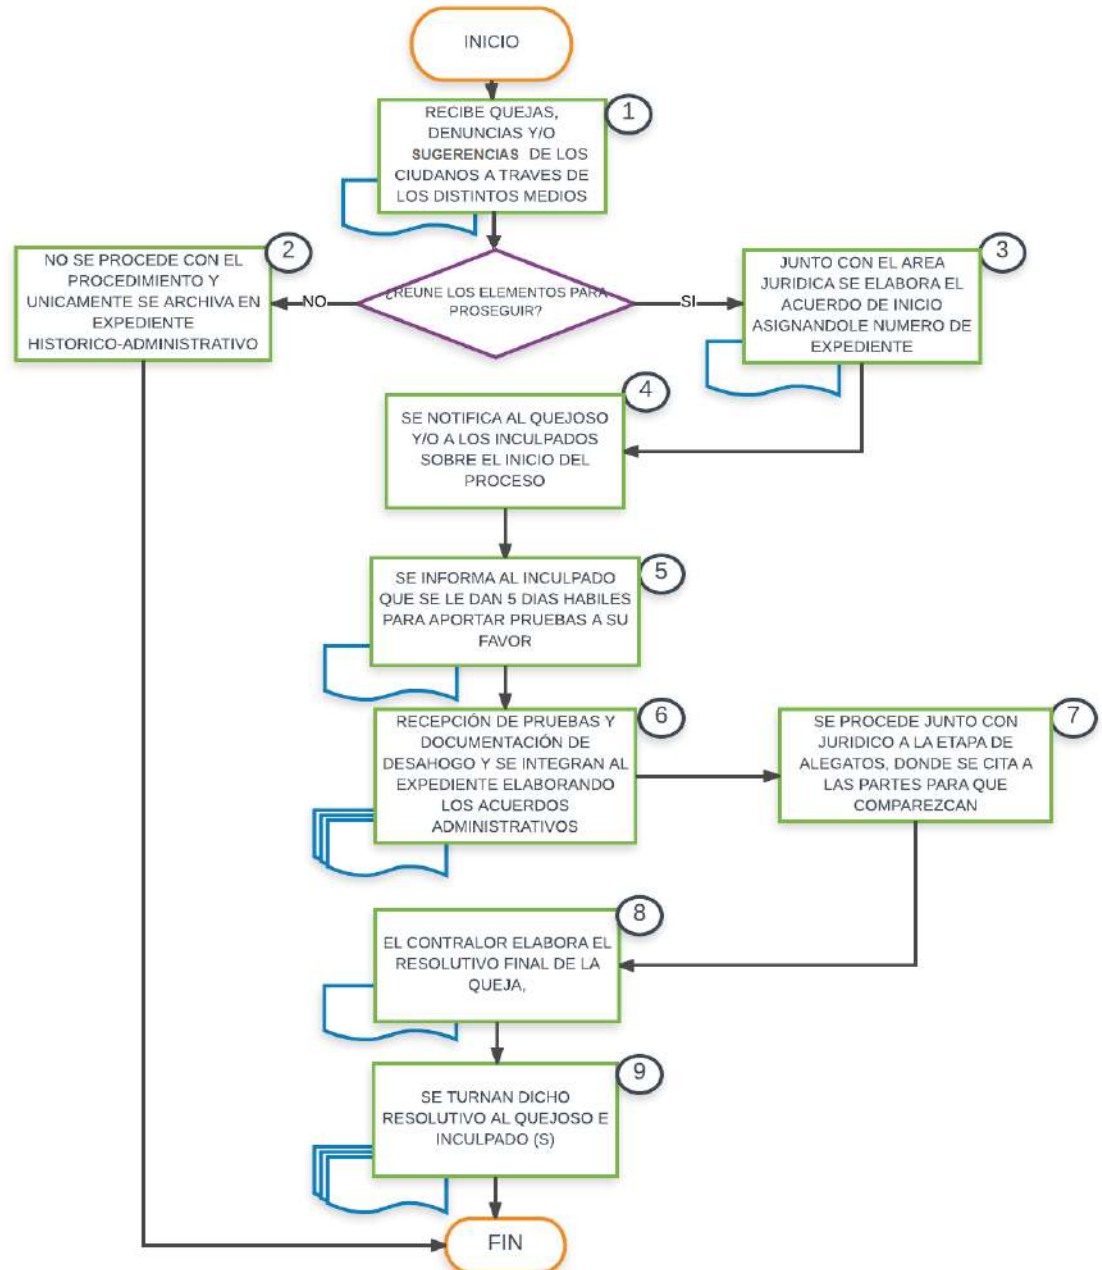 INICIO
1
RECIBE QUEJAS,
DENUNCIAS Y/O
SUGERENCIAS DE LOS
CIUDANOS A TRAVES DE
LOS DISTINTOS MEDIOS
¿REUNE LOS ELEMENTOS PARA
PROSEGUIR?
NO
SI
2
NO SE PROCEDE CON EL
PROCEDIMIENTO Y
UNICAMENTE SE ARCHIVA EN
EXPEDIENTE
HISTORICO-ADMINISTRATIVO
3
JUNTO CON EL AREA
JURIDICA SE ELABORA EL
ACUERDO DE INICIO
ASIGNANDOLE NUMERO DE
EXPEDIENTE
4
SE NOTIFICA AL QUEJOSO
Y/O A LOS INCULPADOS
SOBRE EL INICIO DEL
PROCESO
5
SE INFORMA AL INCULPADO
QUE SE LE DAN 5 DIAS HABILES
PARA APORTAR PRUEBAS A SU
FAVOR
6
RECEPCIÓN DE PRUEBAS Y
DOCUMENTACIÓN DE
DESAHOGO Y SE INTEGRAN AL
EXPEDIENTE ELABORANDO
LOS ACUERDOS
ADMINISTRATIVOS
7
SE PROCEDE JUNTO CON
JURIDICO A LA ETAPA DE
ALEGATOS, DONDE SE CITA A
LAS PARTES PARA QUE
COMPAREZCAN
8
EL CONTRALOR ELABORA EL
RESOLUTIVO FINAL DE LA
QUEJA,
9
SE TURNAN DICHO
RESOLUTIVO AL QUEJOSO E
INCULPADO (S)
FIN